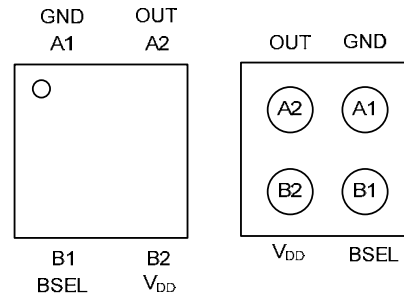 GND OUT
A1 A2
B1 B2
BSEL VDD
OUT GND
A2 A1
B2 B1
VDD BSEL